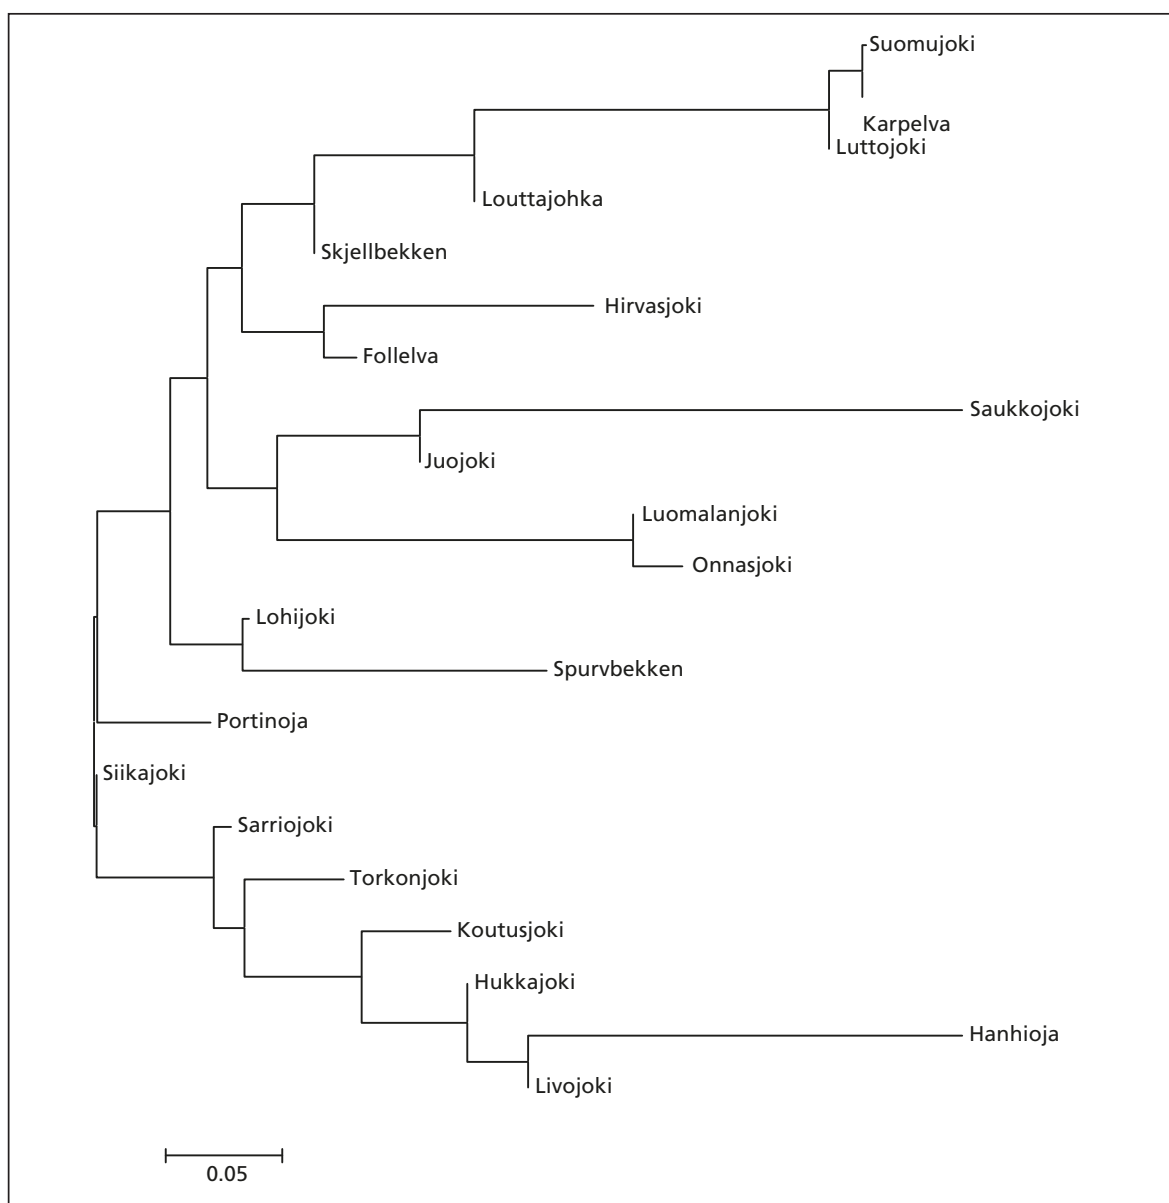 Suomujoki
Karpelva
Luttojoki
Louttajohka
Skjellbekken
Hirvasjoki
Follelva
Saukkojoki
Juojoki
Luomalanjoki
Onnasjoki
Lohijoki
Spurvbekken
Portinoja
Siikajoki
Sarriojoki
Torkonjoki
Koutusjoki
Hukkajoki
Hanhioja
Livojoki
0.05